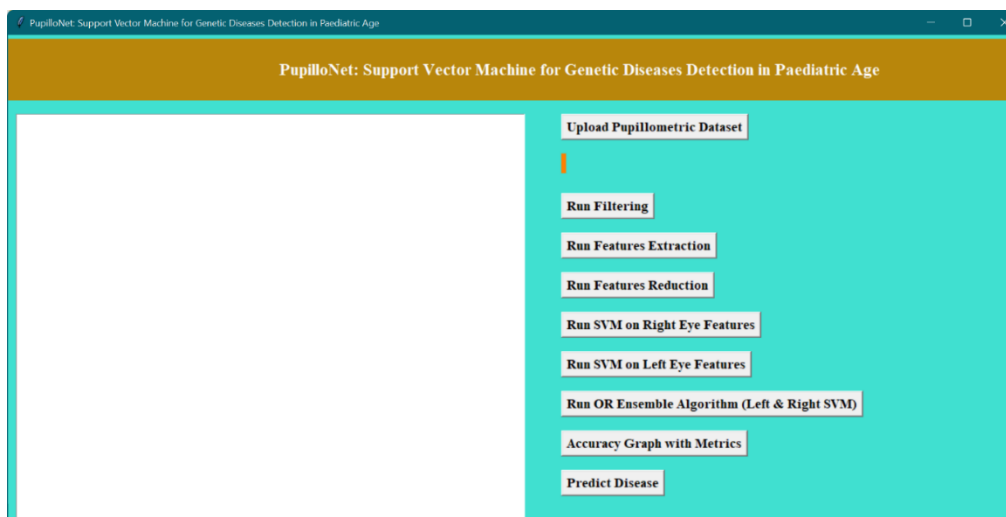 PupilloNet: Support Vector Machine for Genetic Diseases Detection in Paediatric Age
PupilloNet: Support Vector Machine for Genetic Diseases Detection in Paediatric Age
Upload Pupillometric Dataset
Run Filtering
Run Features Extraction
Run Features Reduction
Run SVM on Right Eye Features
Run SVM on Left Eye Features
Run OR Ensemble Algorithm (Left & Right SVM)
Accuracy Graph with Metrics
Predict Disease